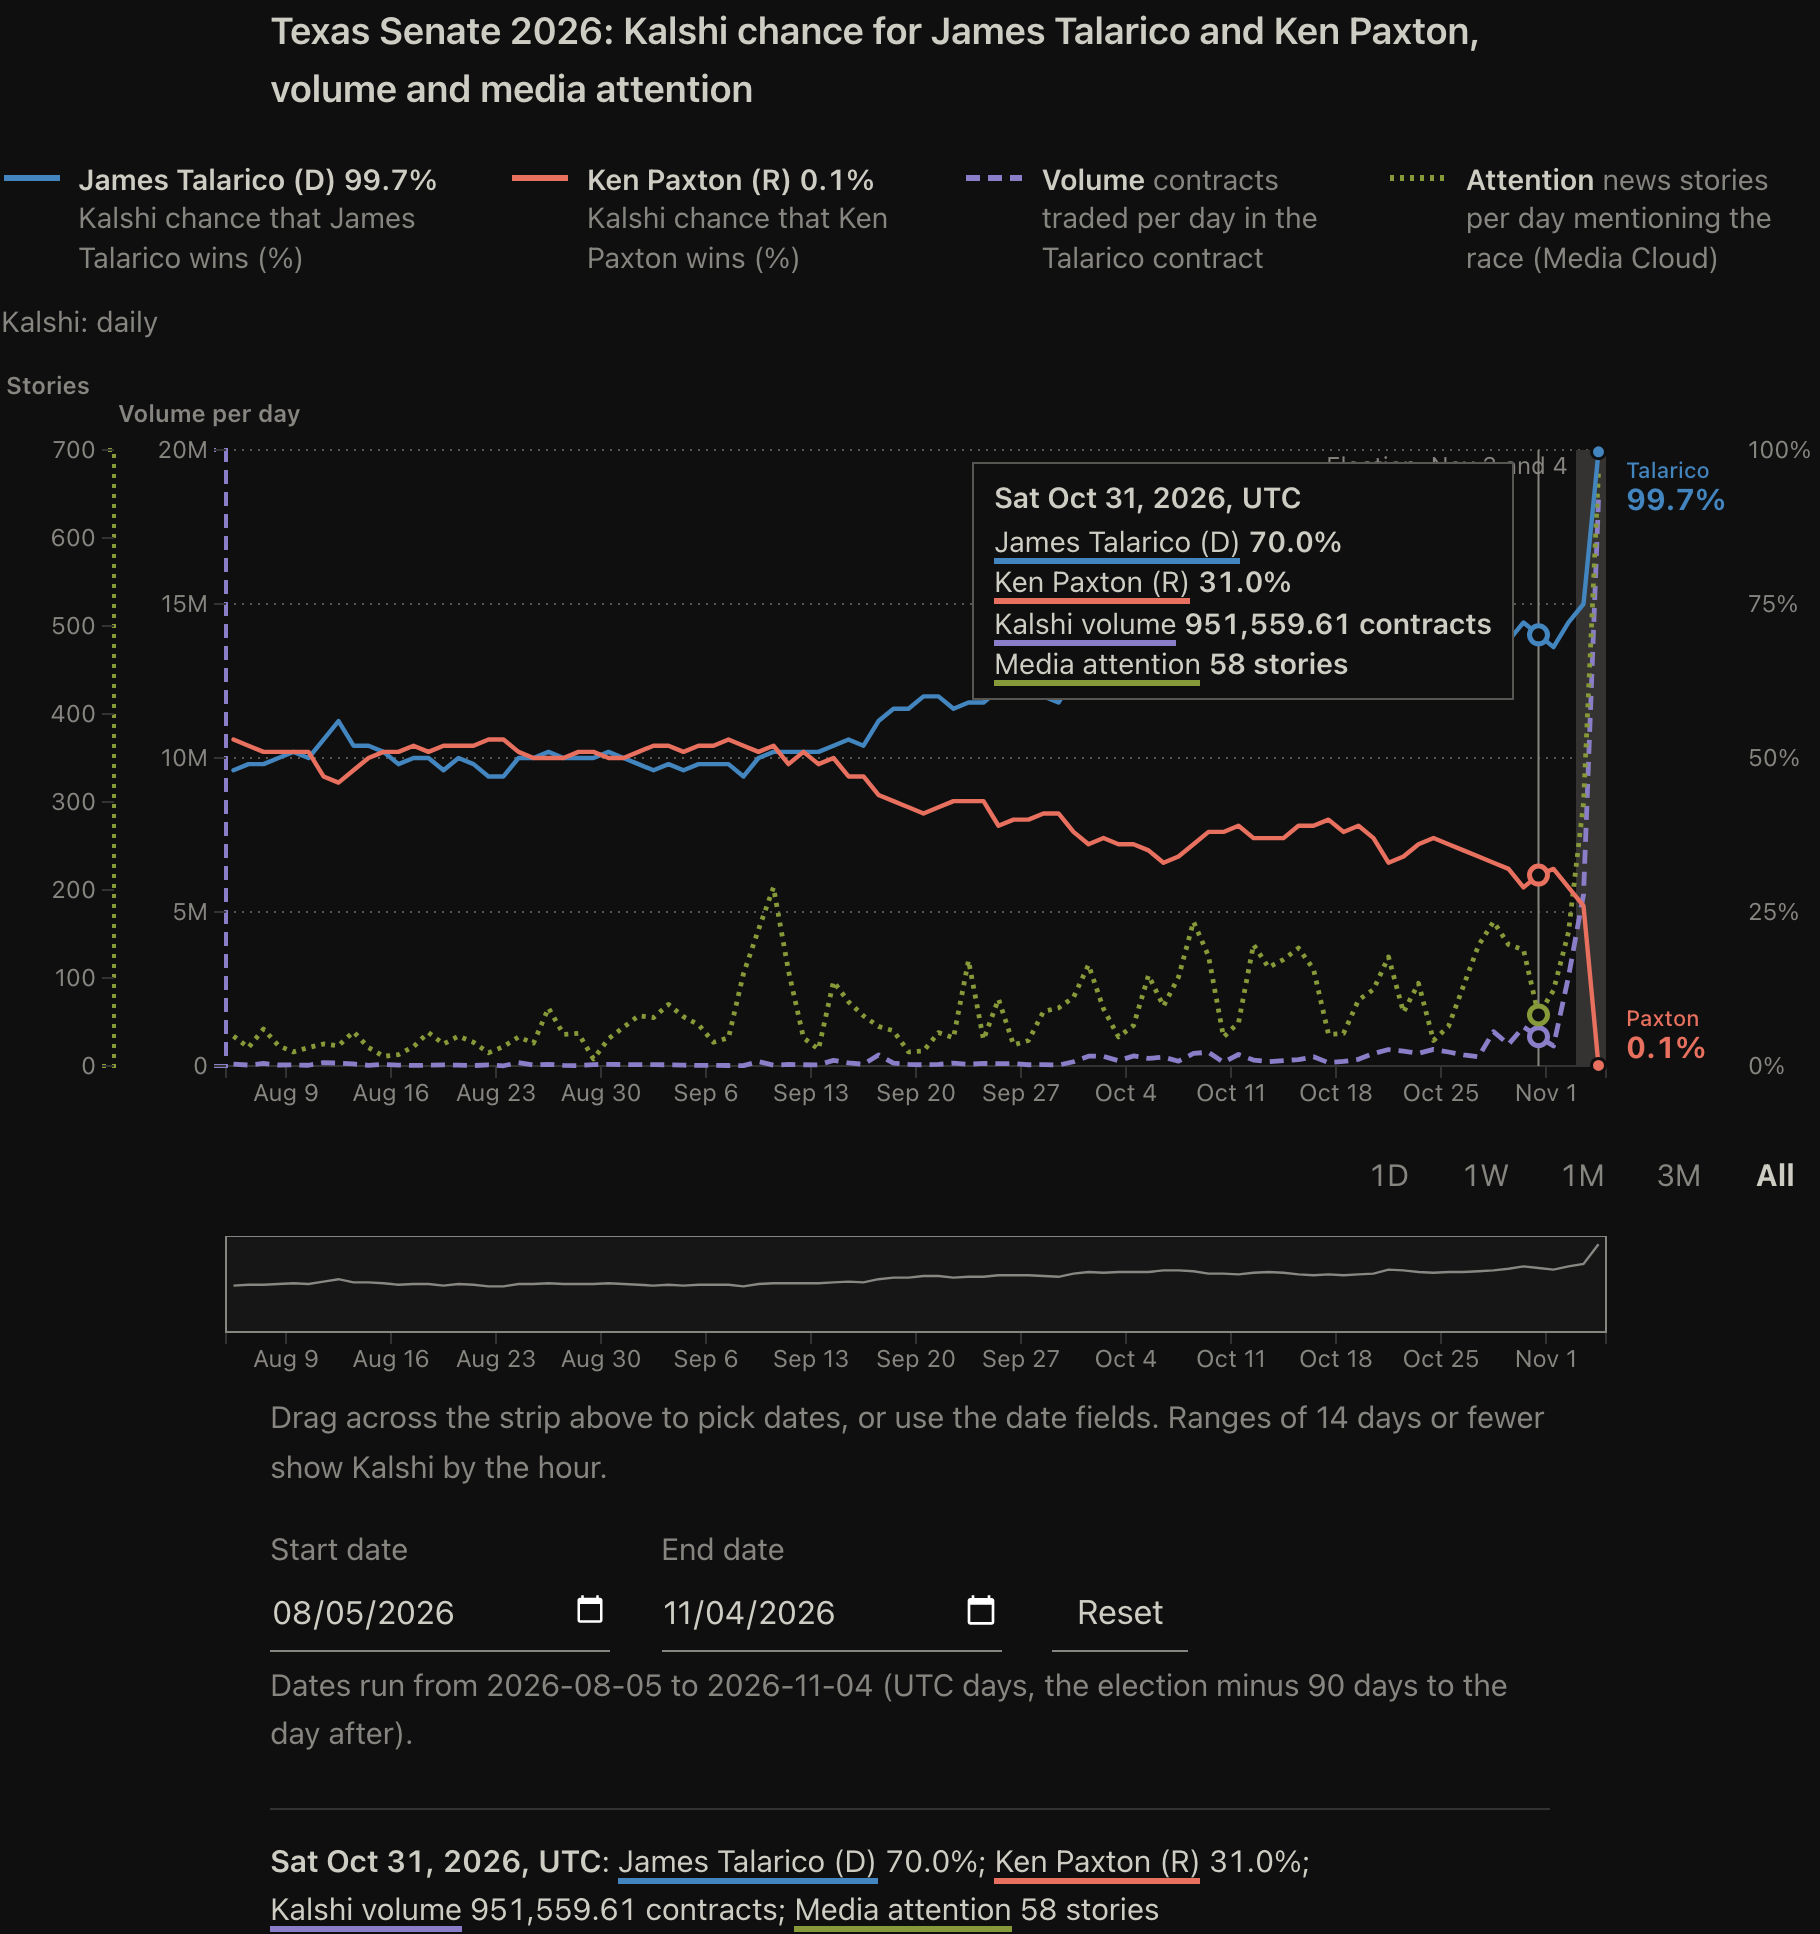 Texas Senate 2026: Kalshi chance for James Talarico and Ken Paxton,
volume and media attention
James Talarico (D) 99.7%
Kalshi chance that James
Talarico wins (%)
Ken Paxton (R) 0.1%
Kalshi chance that Ken
Paxton wins (%)
Volume contracts
traded per day in the
Talarico contract
Attention news stories
per day mentioning the
race (Media Cloud)
Kalshi: daily
Stories
Volume per day
700
600
500
400
300
200
100
0
20M
15M
10M
5M
0
100%
75%
50%
25%
0%
and 4
Sat Oct 31, 2026, UTC
James Talarico (D) 70.0%
Ken Paxton (R) 31.0%
Kalshi volume 951,559.61 contracts
Media attention 58 stories
Talarico
99.7%
Paxton
0.1%
Aug 9 Aug 16 Aug 23 Aug 30 Sep 6 Sep 13 Sep 20 Sep 27 Oct 4 Oct 11 Oct 18 Oct 25 Nov 1
1D 1W 1M 3M All
Aug 9 Aug 16 Aug 23 Aug 30 Sep 6 Sep 13 Sep 20 Sep 27 Oct 4 Oct 11 Oct 18 Oct 25 Nov 1
Drag across the strip above to pick dates, or use the date fields. Ranges of 14 days or fewer
show Kalshi by the hour.
Start date End date
08/05/2026 11/04/2026 Reset
Dates run from 2026-08-05 to 2026-11-04 (UTC days, the election minus 90 days to the
day after).
Sat Oct 31, 2026, UTC: James Talarico (D) 70.0%; Ken Paxton (R) 31.0%;
Kalshi volume 951,559.61 contracts; Media attention 58 stories